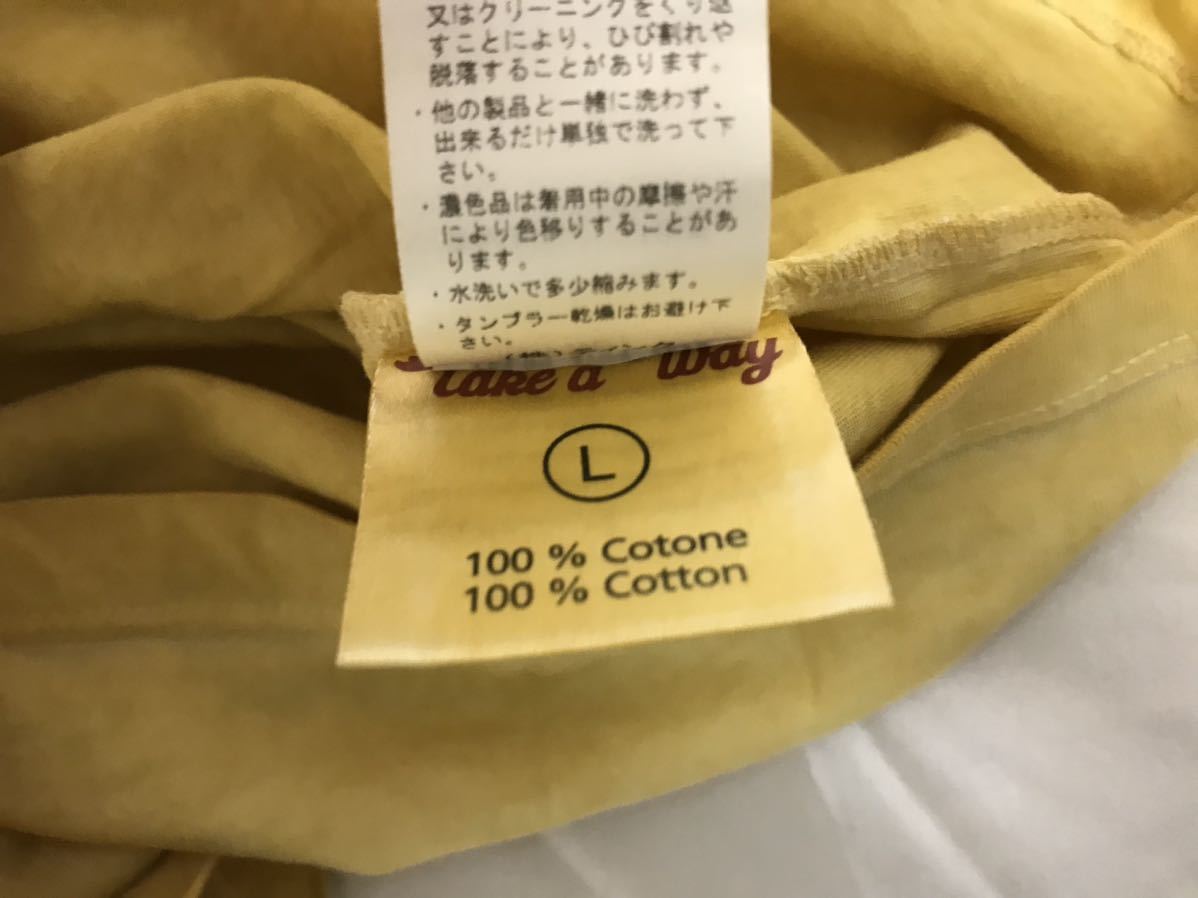 又はクリーニングをくり返
すことにより、ひび割れや
脱落することがあります。
・他の製品と一緒に洗わず、
出来るだけ単独で洗って下
さい。
・濃色品は着用中の摩擦や汗
により色移りすることがあ
ります。
・水洗いで多少縮みます。
・タンブラー乾燥はお避け下
さい。
Take a Way
L
100 % Cotone
100 % Cotton